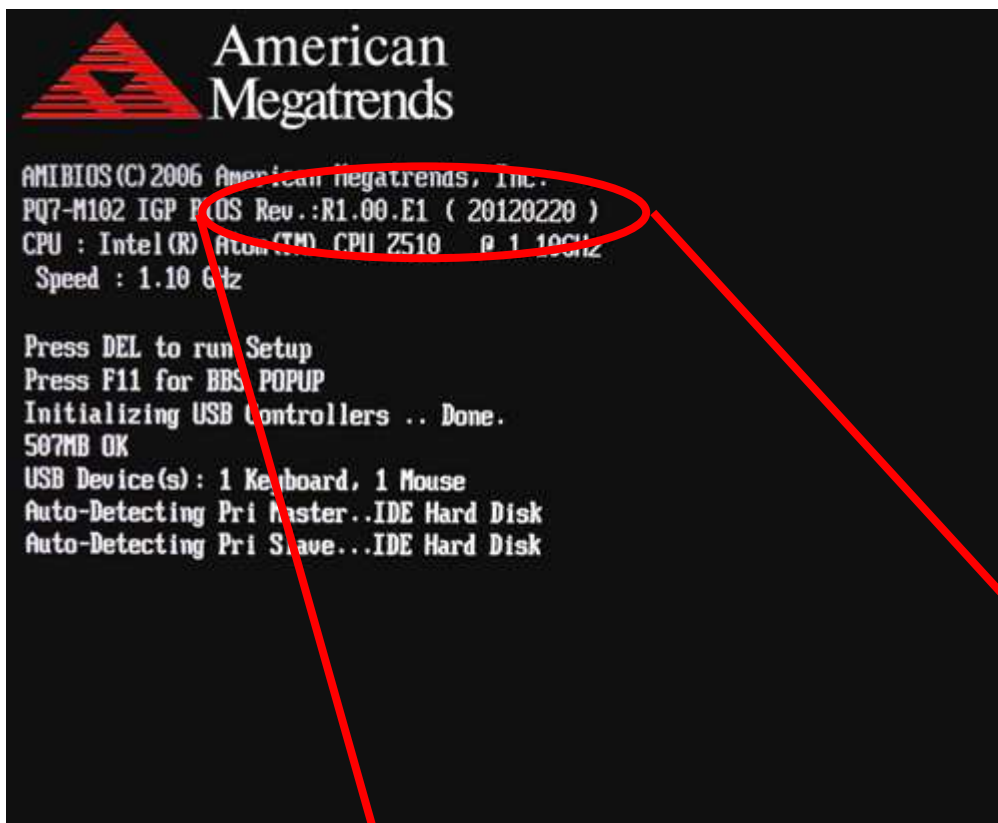 American
Megatrends
AMIBIOS(C)2006 American Megatrends, Inc.
PQ7-M102 IGP BIOS Rev.:R1.00.E1 ( 20120220 )
CPU : Intel(R) Atom(TM) CPU Z510 @ 1.10GHz
Speed : 1.10 GHz
Press DEL to run Setup
Press F11 for BBS POPUP
Initializing USB Controllers .. Done.
507MB OK
USB Device(s): 1 Keyboard, 1 Mouse
Auto-Detecting Pri Master..IDE Hard Disk
Auto-Detecting Pri Slave...IDE Hard Disk